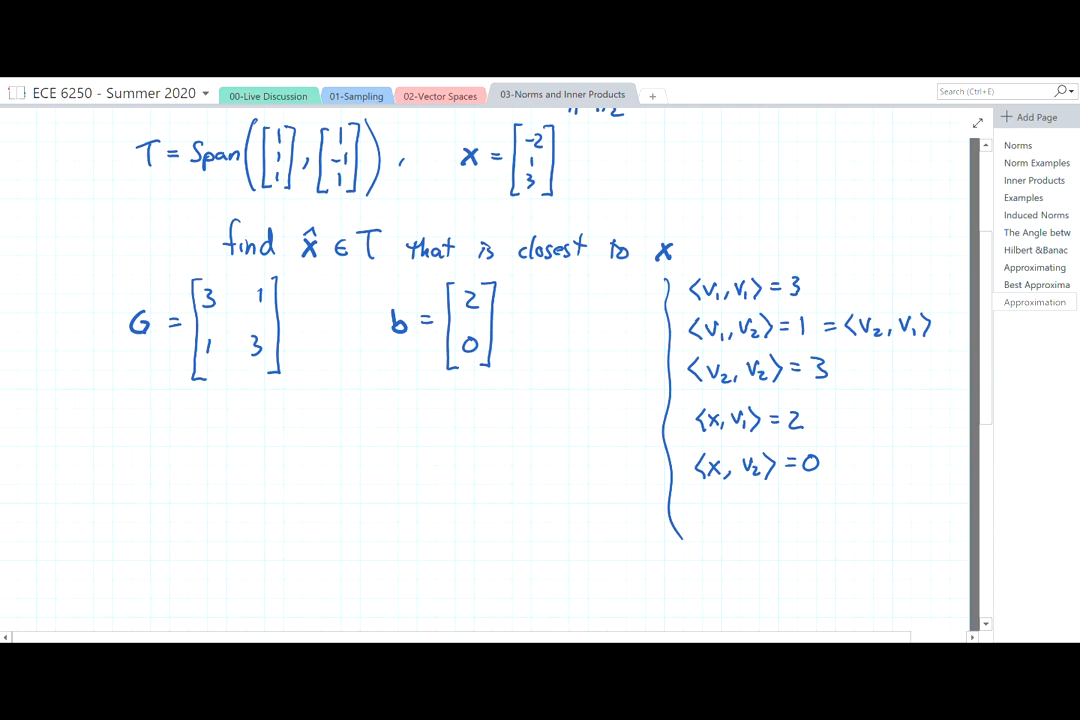 ECE 6250 - Summer 2020
00-Live Discussion
01-Sampling
02-Vector Spaces
03-Norms and Inner Products
+
Search (Ctrl+E)
T = Span([1 1 1], [1 -1 1]), x = [-2 1 3]
find x̂ ∈ T that is closest to x
G = [3 1; 1 3] b = [2 0]
⟨v₁, v₁⟩ = 3
⟨v₁, v₂⟩ = 1 = ⟨v₂, v₁⟩
⟨v₂, v₂⟩ = 3
⟨x, v₁⟩ = 2
⟨x, v₂⟩ = 0
+ Add Page
Norms
Norm Examples
Inner Products
Examples
Induced Norms
The Angle betw
Hilbert &Banac
Approximating
Best Approxima
Approximation